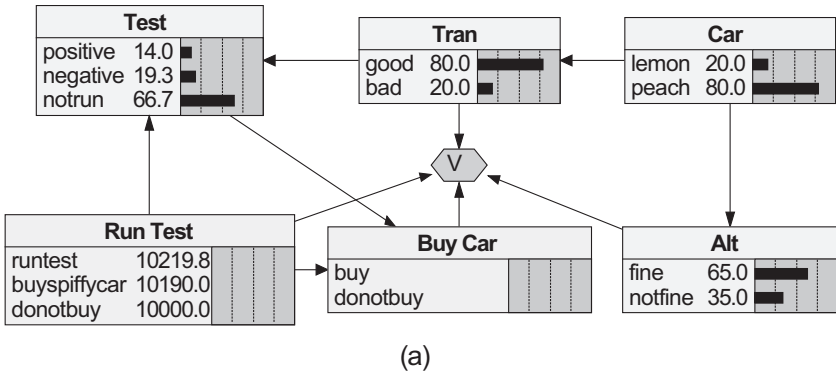 Test
positive 14.0
negative 19.3
notrun 66.7
Tran
good 80.0
bad 20.0
Car
lemon 20.0
peach 80.0
V
Run Test
runtest 10219.8
buyspiffycar 10190.0
donotbuy 10000.0
Buy Car
buy
donotbuy
Alt
fine 65.0
notfine 35.0
(a)